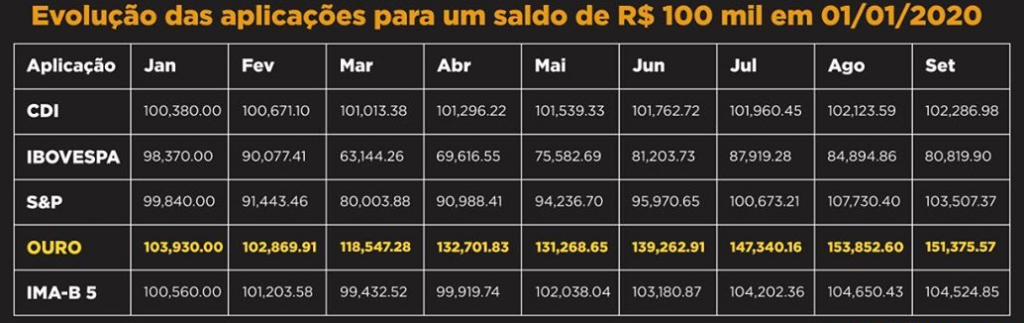 Evolução das aplicações para um saldo de R$ 100 mil em 01/01/2020
Aplicação Jan Fev Mar Abr Mai Jun Jul Ago Set
CDI 100,380.00 100,671.10 101,013.38 101,296.22 101,539.33 101,762.72 101,960.45 102,123.59 102,286.98
IBOVESPA 98,370.00 90,077.41 63,144.26 69,616.55 75,582.69 81,203.73 87,919.28 84,894.86 80,819.90
S&P 99,840.00 91,443.46 80,003.88 90,988.41 94,236.70 95,970.65 100,673.21 107,730.40 103,507.37
OURO 103,930.00 102,869.91 118,547.28 132,701.83 131,268.65 139,262.91 147,340.16 153,852.60 151,375.57
IMA-B 5 100,560.00 101,203.58 99,432.52 99,919.74 102,038.04 103,180.87 104,202.36 104,650.43 104,524.85